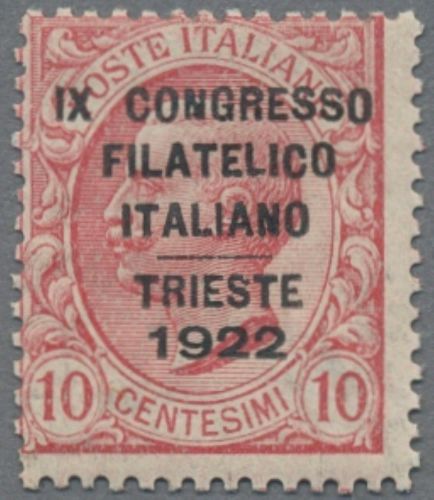 POSTE ITALIANE
IX CONGRESSO
FILATELICO
ITALIANO
TRIESTE
1922
10 CENTESIMI 10